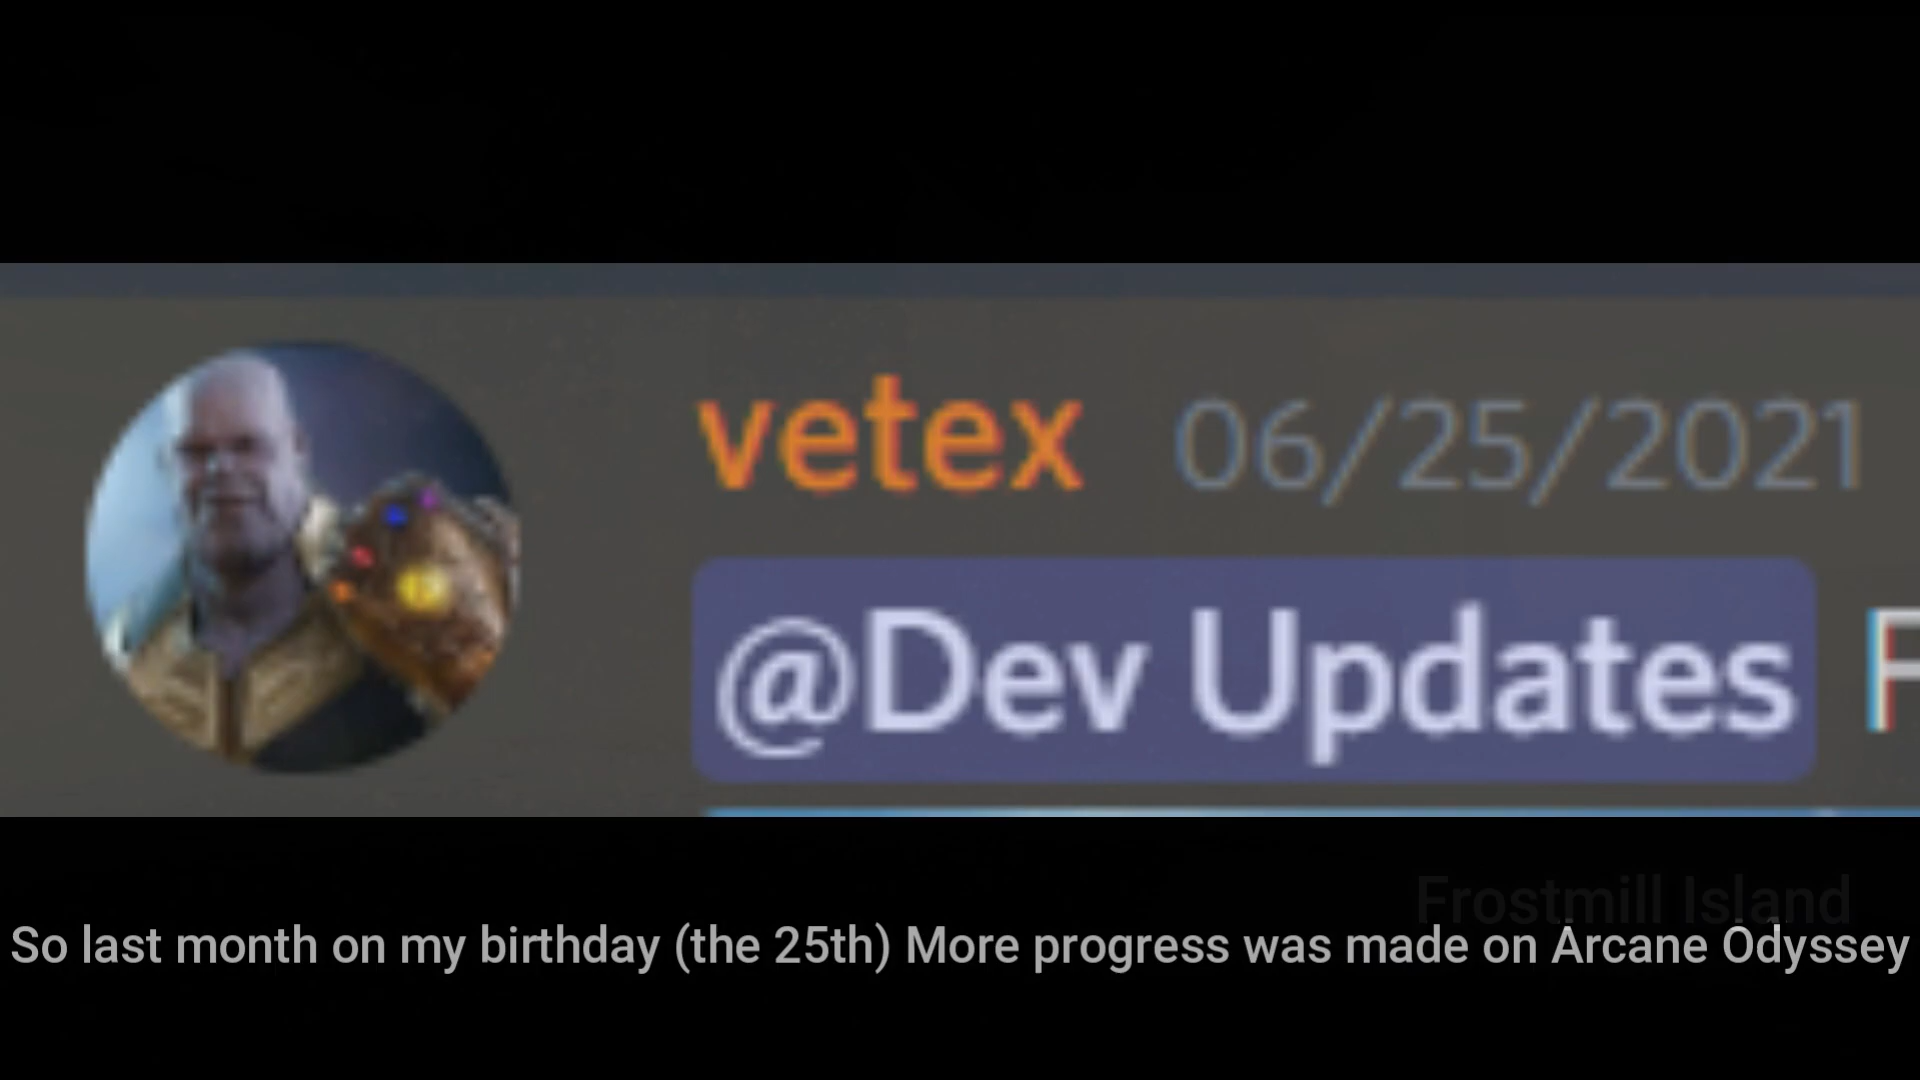 vetex 06/25/2021
@Dev Updates F
Frostmill Island
So last month on my birthday (the 25th) More progress was made on Arcane Odyssey